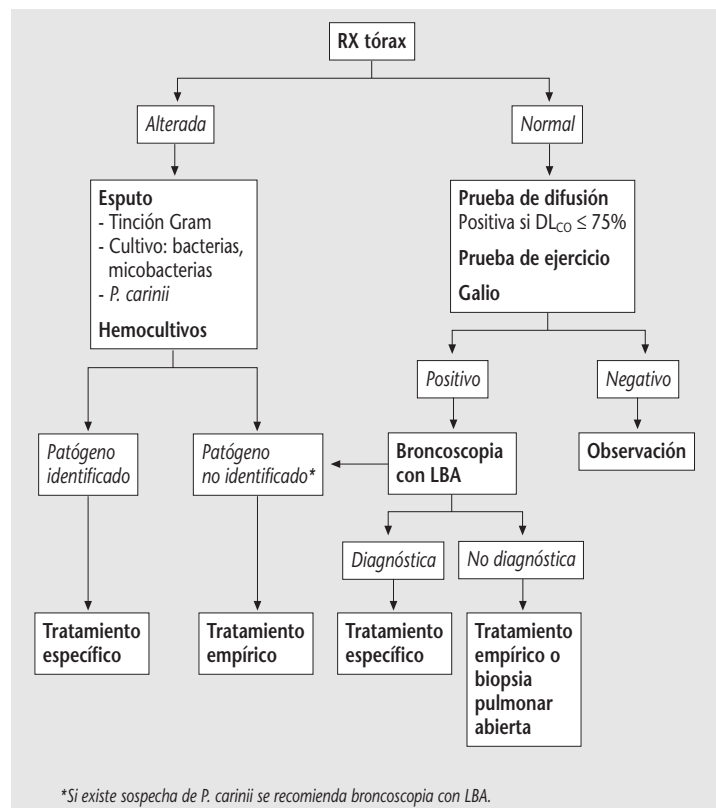 RX tórax
Alterada
Normal
Esputo
- Tinción Gram
- Cultivo: bacterias,
micobacterias
- P. carinii
Hemocultivos
Prueba de difusión
Positiva si DLCO ≤ 75%
Prueba de ejercicio
Galio
Positivo
Negativo
Patógeno
identificado
Patógeno
no identificado*
Broncoscopia
con LBA
Observación
Diagnóstica
No diagnóstica
Tratamiento
específico
Tratamiento
empírico
Tratamiento
específico
Tratamiento
empírico o
biopsia
pulmonar
abierta
*Si existe sospecha de P. carinii se recomienda broncoscopia con LBA.